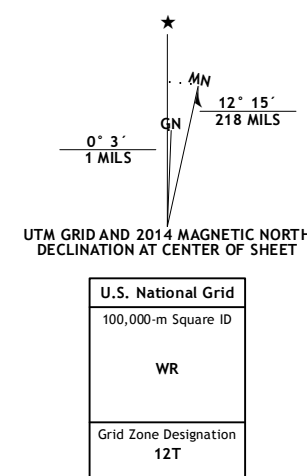 MN
GN
12° 15´
218 MILS
0° 3´
1 MILS
UTM GRID AND 2014 MAGNETIC NORTH
DECLINATION AT CENTER OF SHEET
U.S. National Grid
100,000-m Square ID
WR
Grid Zone Designation
12T